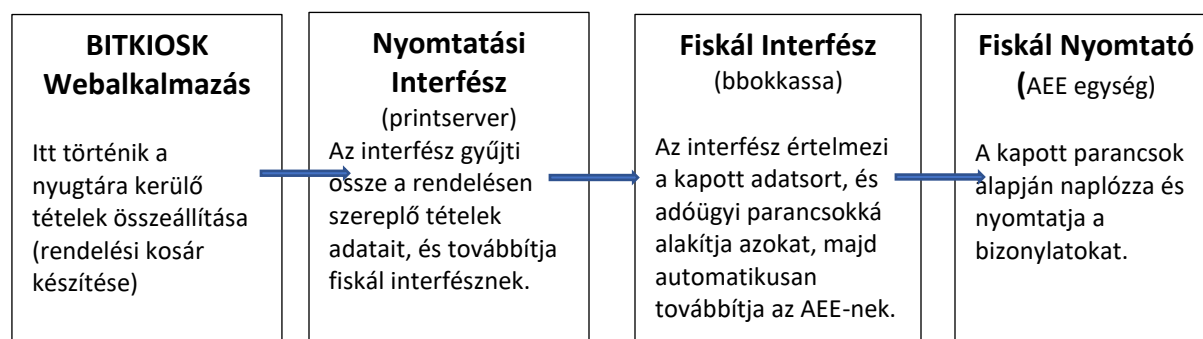 BITKIOSK
Webalkalmazás
Itt történik a
nyugtára kerülő
tételek összeállítása
(rendelési kosár
készítése)
Nyomtatási
Interfész
(printserver)
Az interfész gyűjti
össze a rendelésen
szereplő tételek
adatait, és továbbítja
fiskál interfésznek.
Fiskál Interfész
(bbokkassa)
Az interfész értelmezi
a kapott adatsort, és
adóügyi parancsokká
alakítja azokat, majd
automatikusan
továbbítja az AEE-nek.
Fiskál Nyomtató
(AEE egység)
A kapott parancsok
alapján naplózza és
nyomtatja a
bizonylatokat.